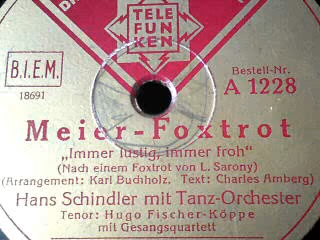 TELE
FUN
KEN
B.I.E.M.
18691
Bestell-Nr.
A 1228
Meier-Foxtrot
„Immer lustig, immer froh"
(Nach einem Foxtrot von L. Sarony)
(Arrangement: Karl Buchholz, Text: Charles Amberg)
Hans Schindler mit Tanz-Orchester
Tenor: Hugo Fischer-Köppe
mit Gesangsquartett